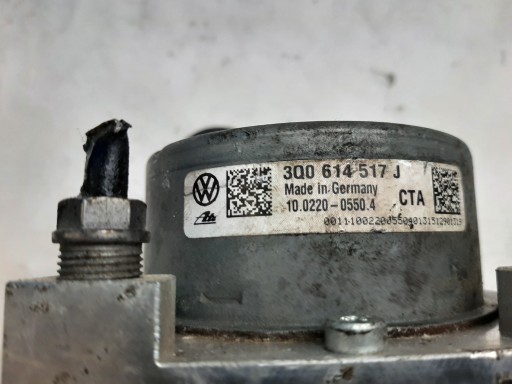 3Q0 614 517 J
Made in Germany
10.0220-0550.4 CTA